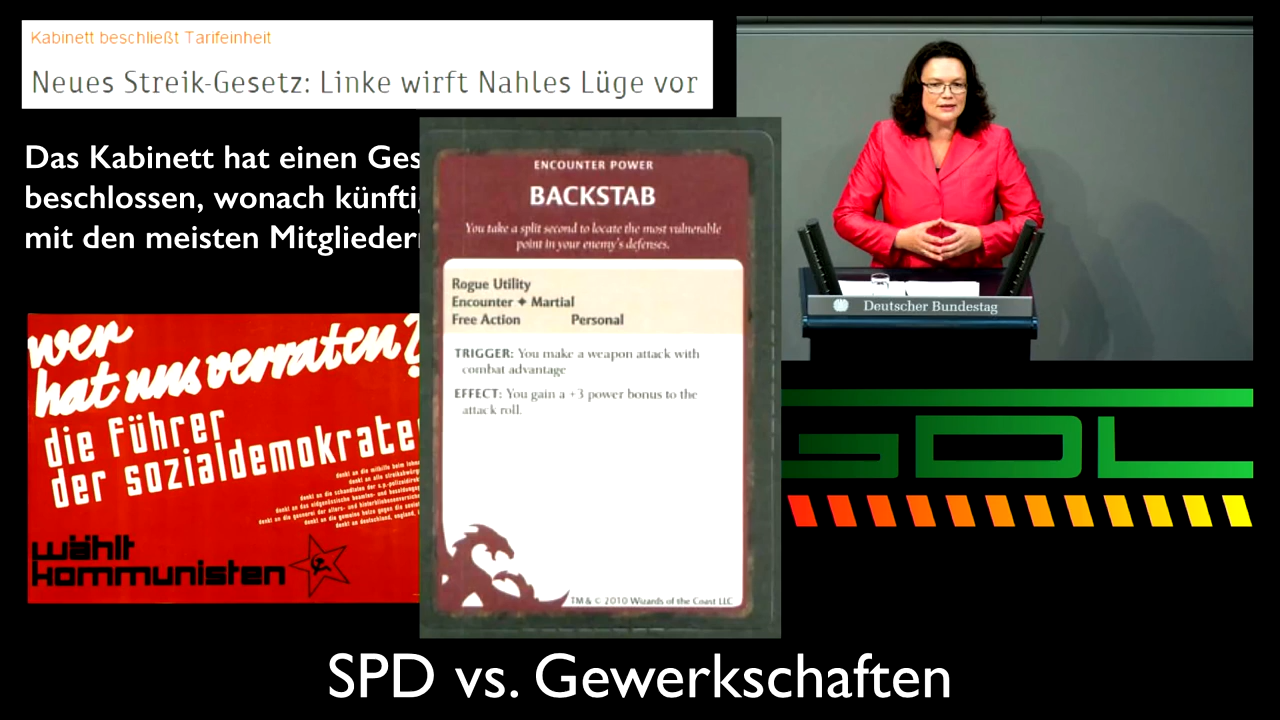 Kabinett beschließt Tarifeinheit
Neues Streik-Gesetz: Linke wirft Nahles Lüge vor
Das Kabinett hat einen Ges
beschlossen, wonach künftig
mit den meisten Mitgliedern
ENCOUNTER POWER
BACKSTAB
You take a split second to locate the most vulnerable
point in your enemy's defenses.
Rogue Utility
Encounter ✦ Martial
Free Action Personal
TRIGGER: You make a weapon attack with
combat advantage
EFFECT: You gain a +3 power bonus to the
attack roll.
TM & © 2010 Wizards of the Coast LLC
Deutscher Bundestag
wer
hat uns verraten?
die führer
der sozialdemokraten
wählt
kommunisten
GDL
SPD vs. Gewerkschaften